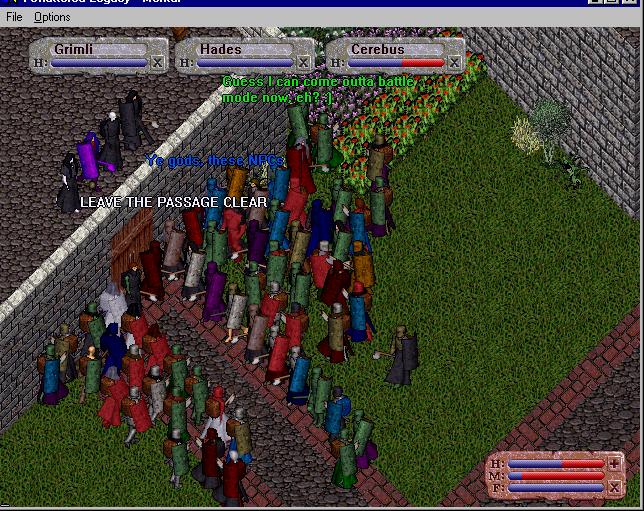 File Options
Grimli Hades Cerebus
H: X H: X H: X
Guess I can come outta battle
mode now, eh? :)
Ye gods, these NPCs
LEAVE THE PASSAGE CLEAR
H: +
M:
F: X